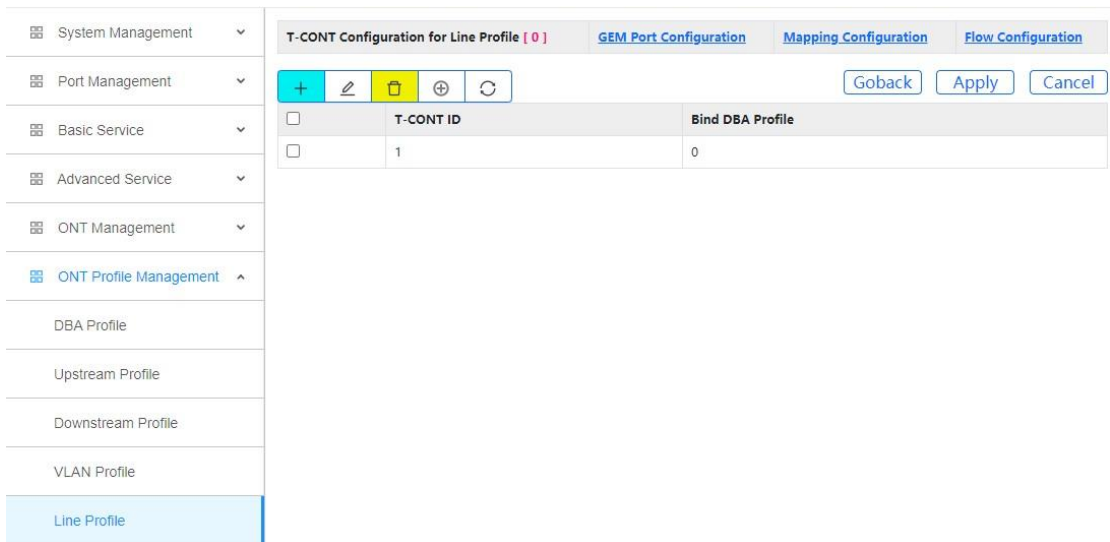 System Management
Port Management
Basic Service
Advanced Service
ONT Management
ONT Profile Management
DBA Profile
Upstream Profile
Downstream Profile
VLAN Profile
Line Profile
T-CONT Configuration for Line Profile [ 0 ] GEM Port Configuration Mapping Configuration Flow Configuration
Goback Apply Cancel
T-CONT ID Bind DBA Profile
1 0